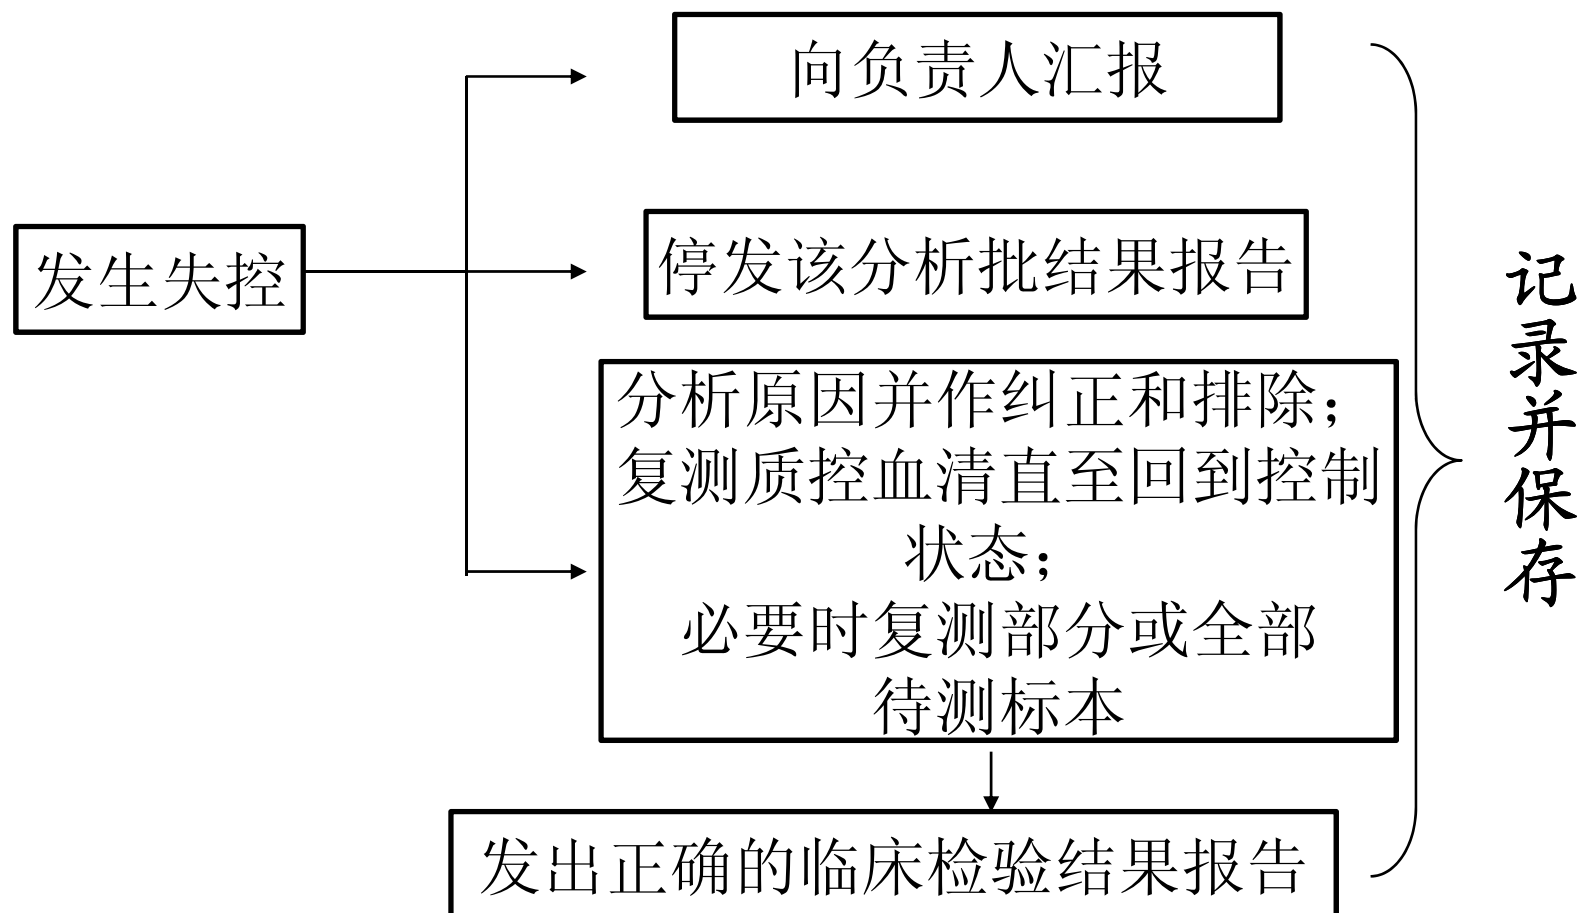 向负责人汇报
发生失控
停发该分析批结果报告
分析原因并作纠正和排除；
复测质控血清直至回到控制
状态；
必要时复测部分或全部
待测标本
发出正确的临床检验结果报告
记录并保存